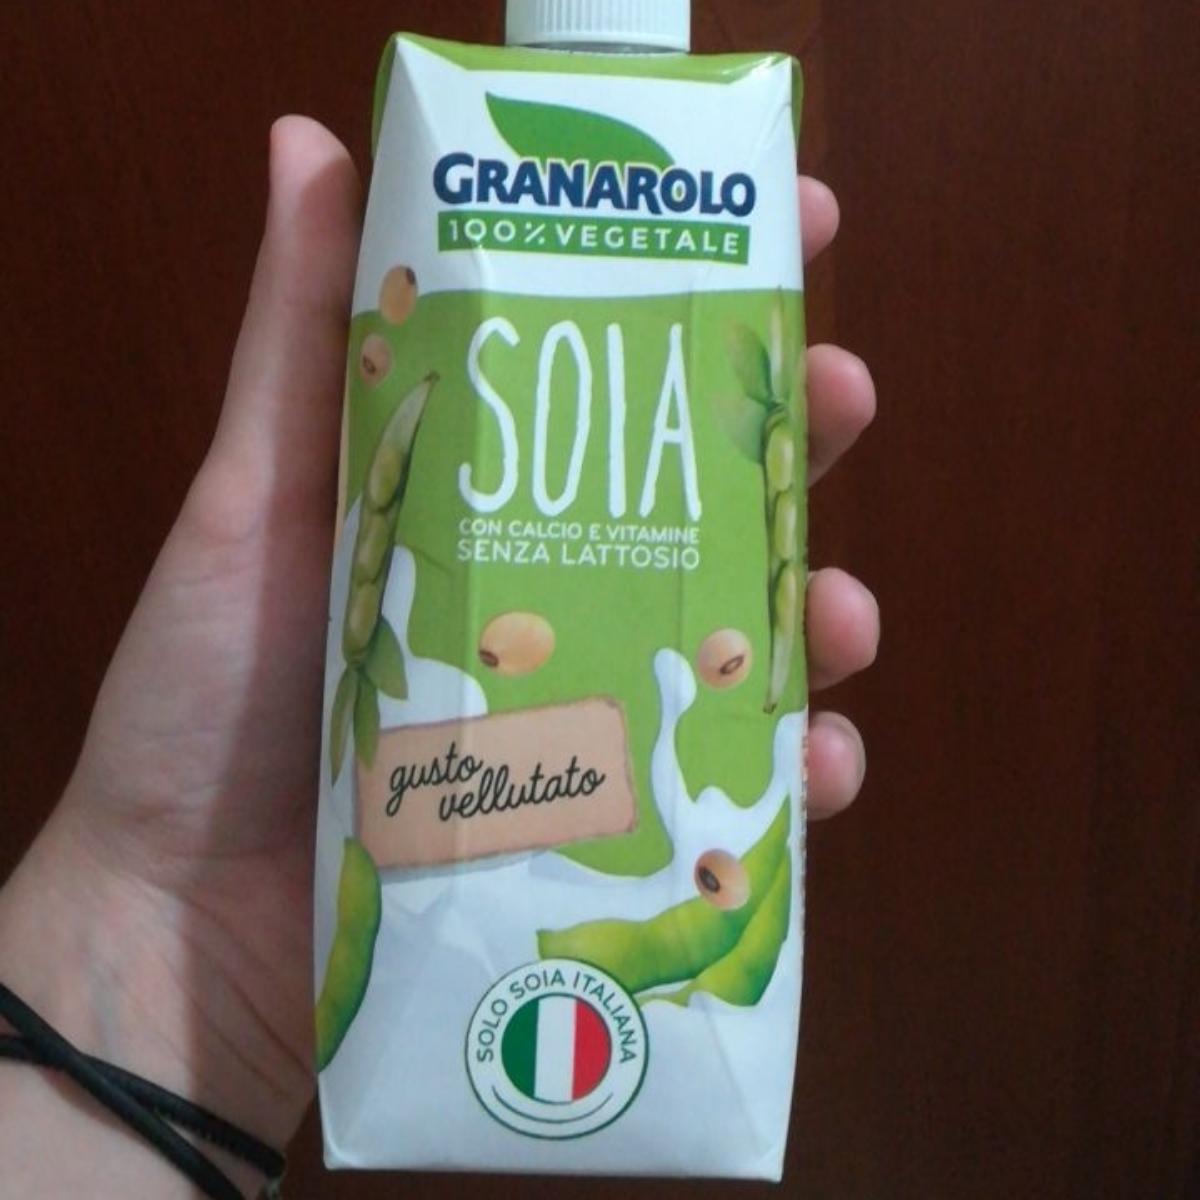 GRANAROLO
100% VEGETALE
SOIA
CON CALCIO E VITAMINE
SENZA LATTOSIO
gusto
vellutato
SOLO SOIA ITALIANA